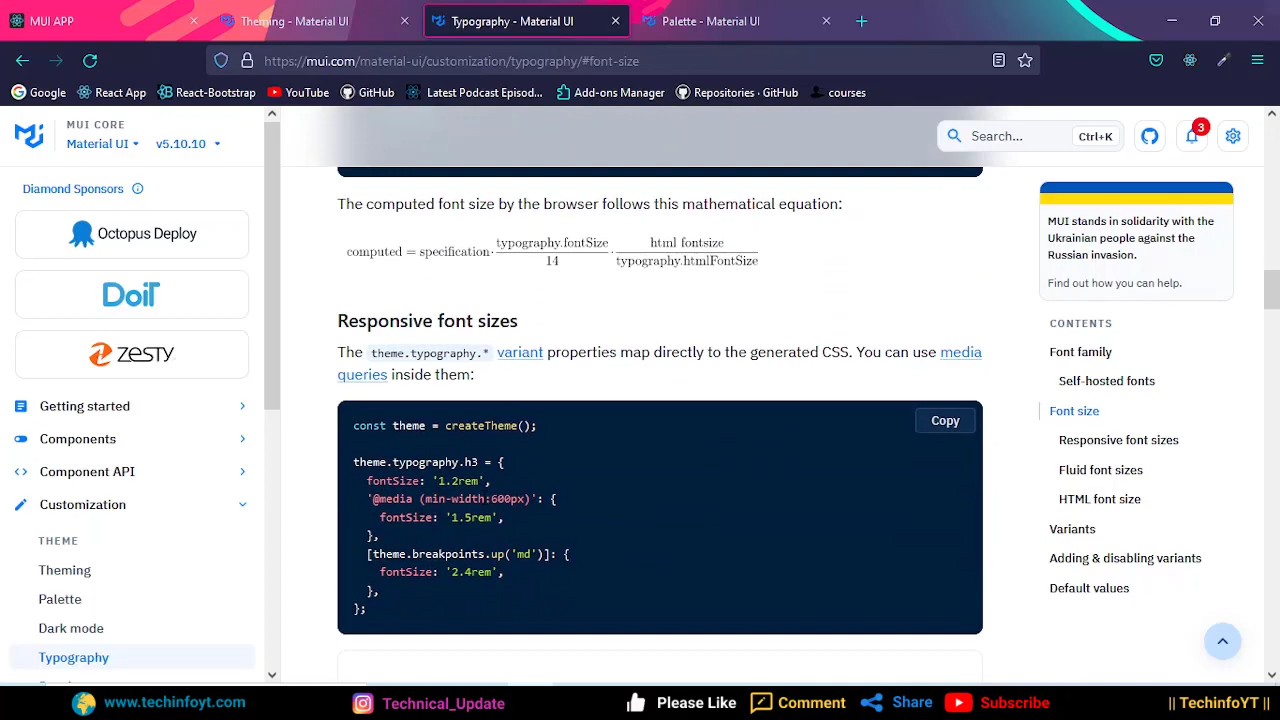 MUI APP
Theming - Material UI
Typography - Material UI
Palette - Material UI
https://mui.com/material-ui/customization/typography/#font-size
Google
React App
React-Bootstrap
YouTube
GitHub
Latest Podcast Episod...
Add-ons Manager
Repositories · GitHub
courses
MUI CORE
Material UI
v5.10.10
Search...
Ctrl+K
3
Diamond Sponsors
Octopus Deploy
DoiT
ZESTY
Getting started
Components
Component API
Customization
THEME
Theming
Palette
Dark mode
Typography
The computed font size by the browser follows this mathematical equation:
computed = specification · typography.fontSize / 14 · html fontsize / typography.htmlFontSize
Responsive font sizes
The theme.typography.* variant properties map directly to the generated CSS. You can use media
queries inside them:
Copy
const theme = createTheme();
theme.typography.h3 = {
fontSize: '1.2rem',
'@media (min-width:600px)': {
fontSize: '1.5rem',
},
[theme.breakpoints.up('md')]: {
fontSize: '2.4rem',
},
};
MUI stands in solidarity with the
Ukrainian people against the
Russian invasion.
Find out how you can help.
CONTENTS
Font family
Self-hosted fonts
Font size
Responsive font sizes
Fluid font sizes
HTML font size
Variants
Adding & disabling variants
Default values
www.techinfoyt.com
Technical_Update
Please Like
Comment
Share
Subscribe
|| TechinfoYT ||